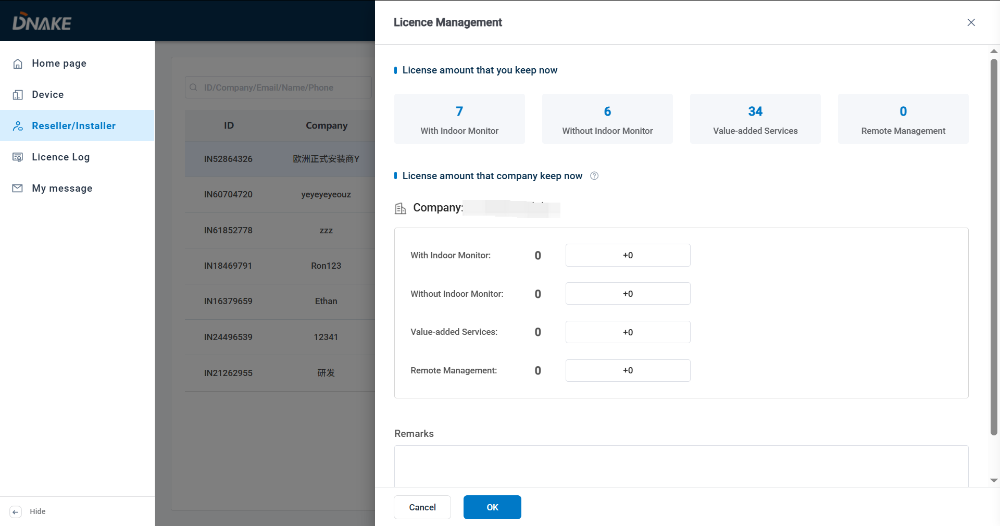 DNAKE
Home page
Device
Reseller/Installer
Licence Log
My message
Hide
ID/Company/Email/Name/Phone
ID Company
IN52864326 欧洲正式安装商Y
IN60704720 yeyeyeyeouz
IN61852778 zzz
IN18469791 Ron123
IN16379659 Ethan
IN24496539 12341
IN21262955 研发
Licence Management
License amount that you keep now
7 6 34 0
With Indoor Monitor Without Indoor Monitor Value-added Services Remote Management
License amount that company keep now ?
Company:
With Indoor Monitor: 0 +0
Without Indoor Monitor: 0 +0
Value-added Services: 0 +0
Remote Management: 0 +0
Remarks
Cancel OK